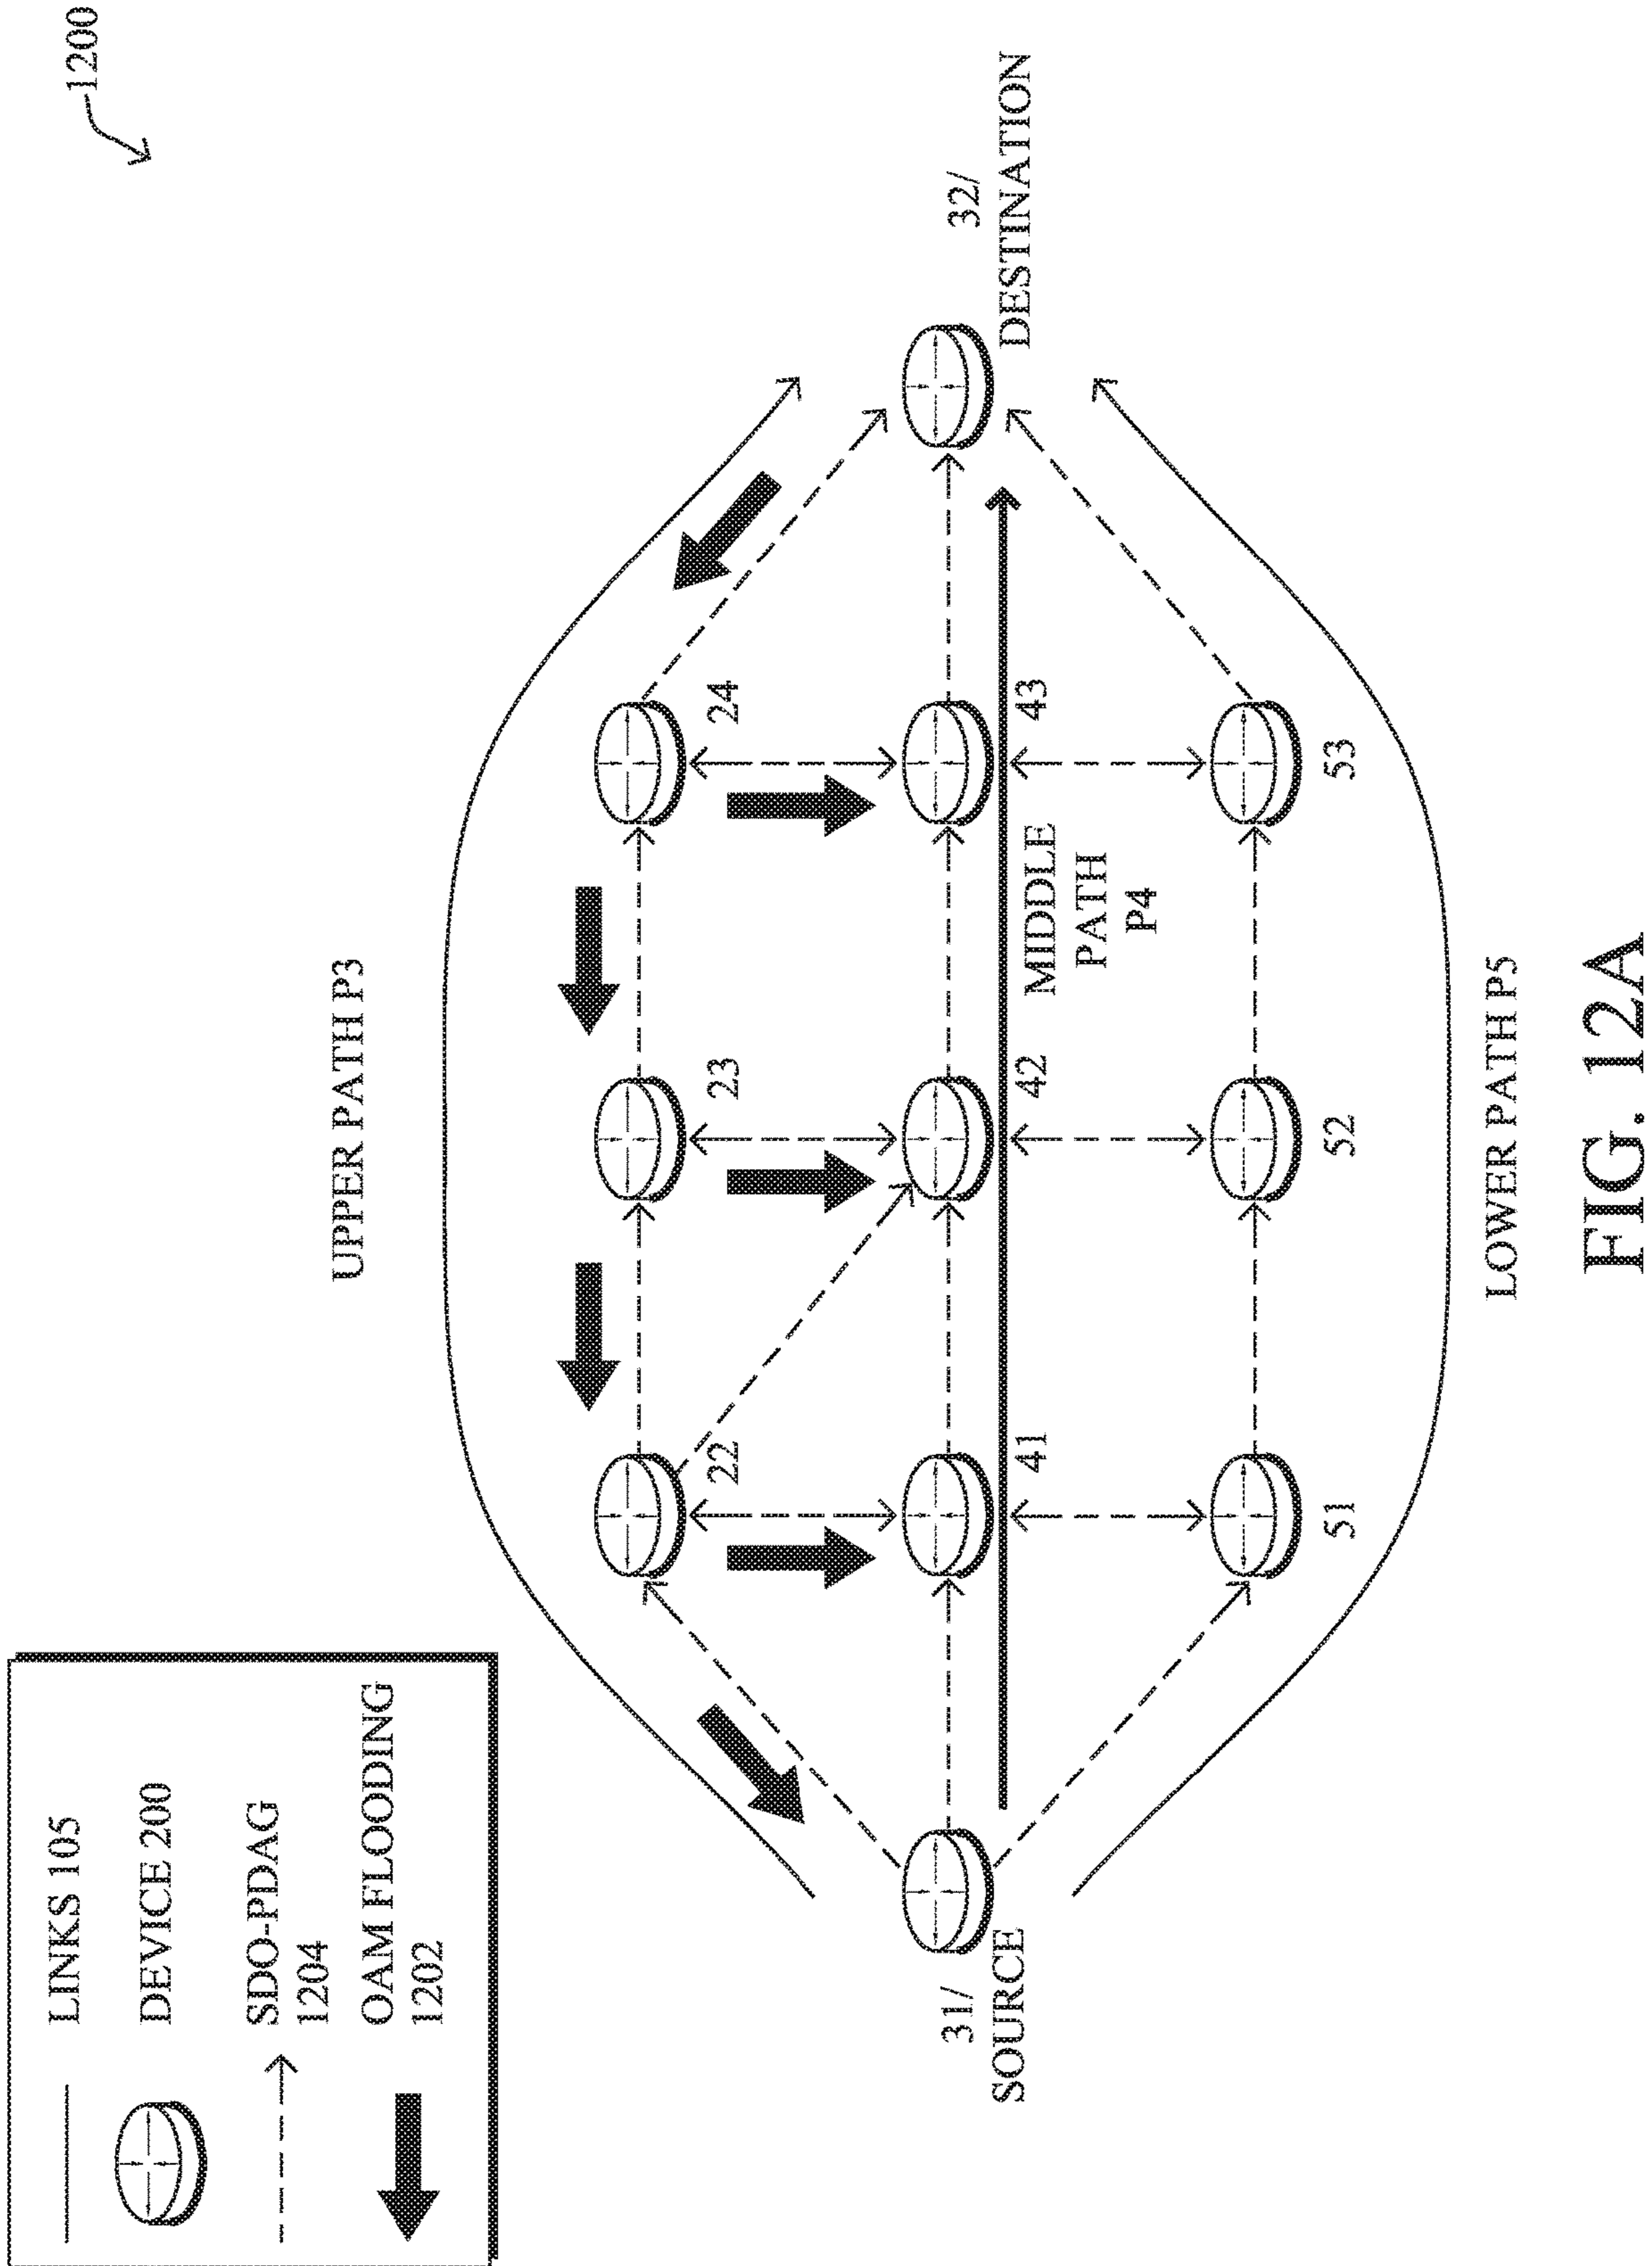 1200
LINKS 105
DEVICE 200
SDO-PDAG
1204
OAM FLOODING
1202
UPPER PATH P3
22
23
24
31/
SOURCE
32/
DESTINATION
41
42
43
MIDDLE
PATH
P4
51
52
53
LOWER PATH P5
FIG. 12A